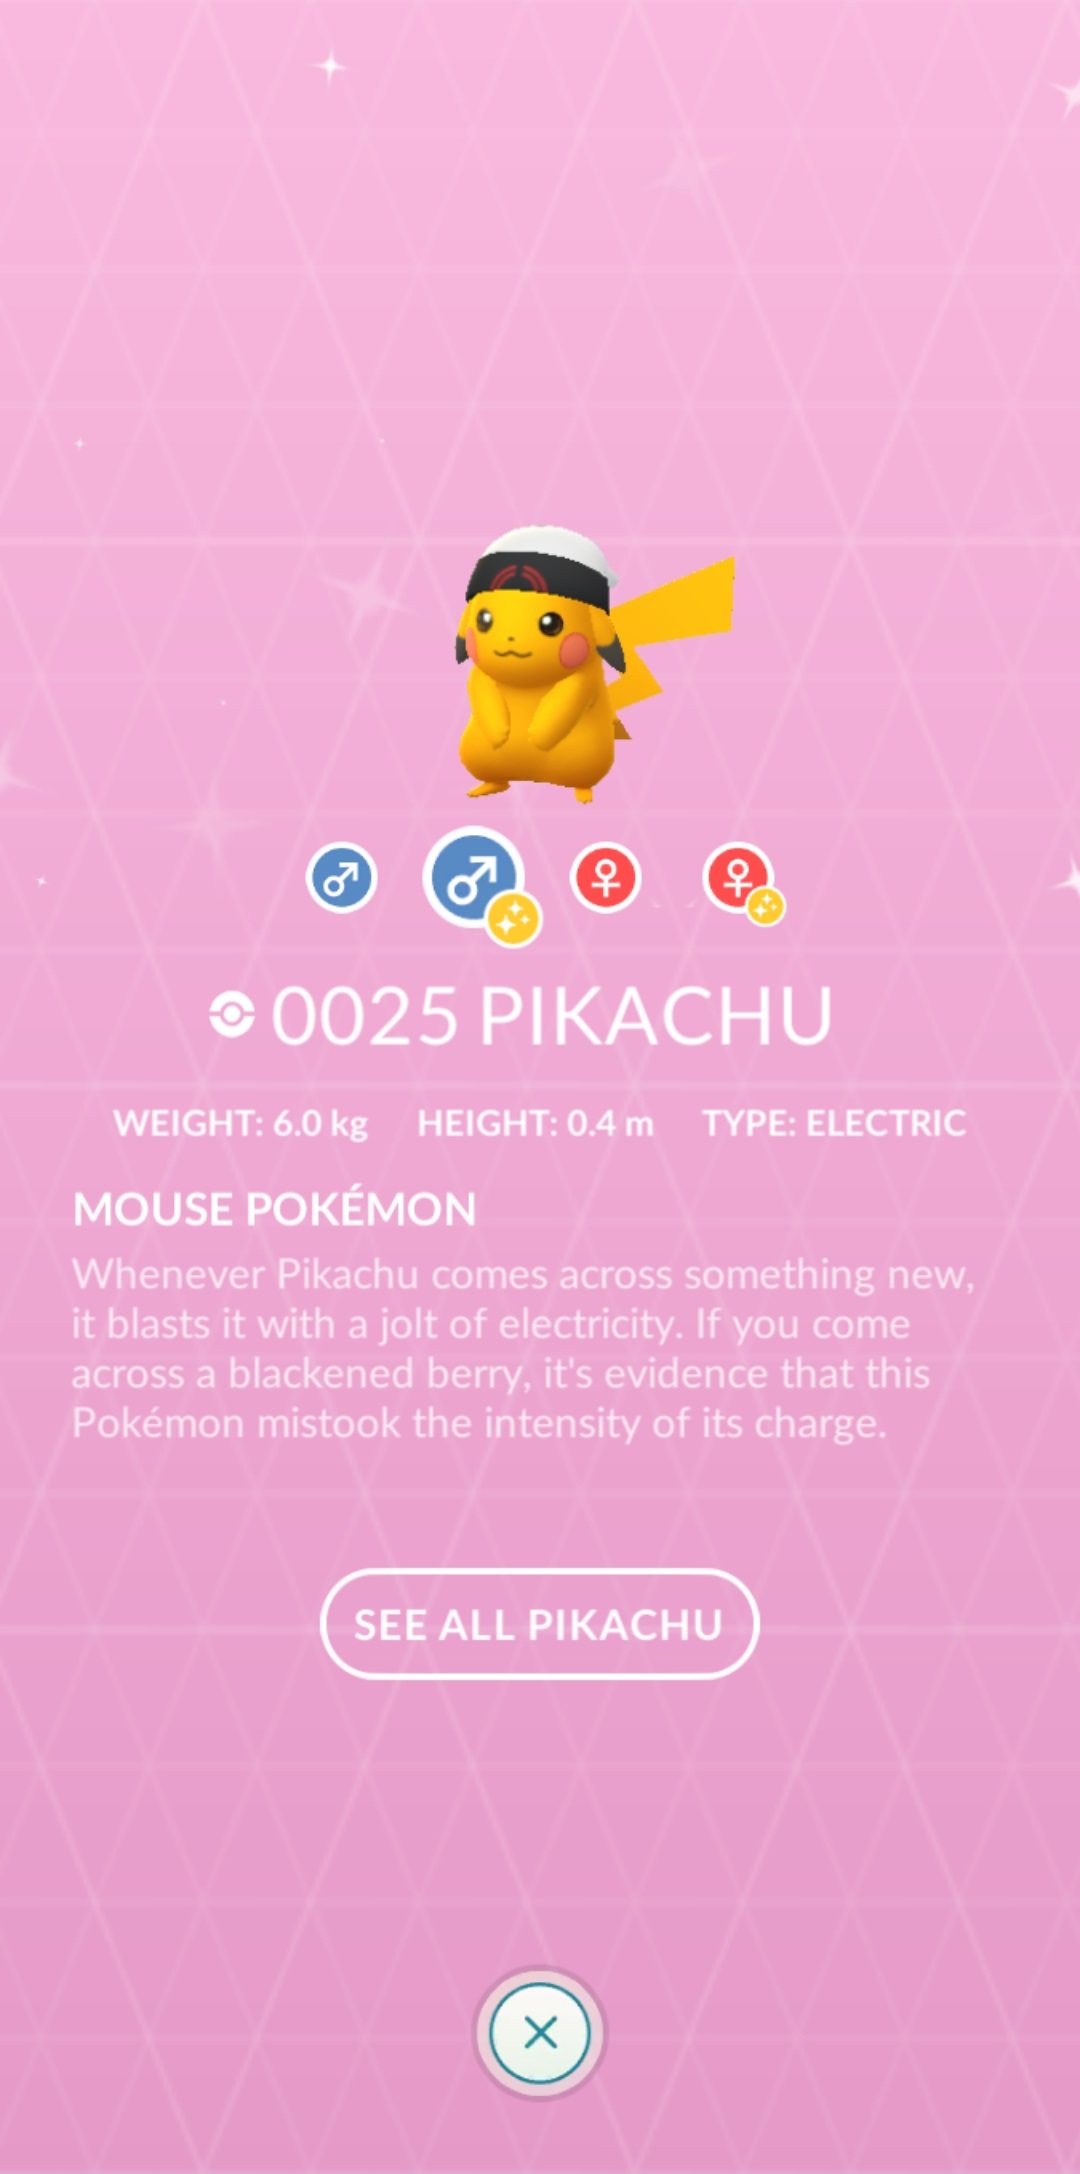 0025 PIKACHU
WEIGHT: 6.0 kg HEIGHT: 0.4 m TYPE: ELECTRIC
MOUSE POKÉMON
Whenever Pikachu comes across something new,
it blasts it with a jolt of electricity. If you come
across a blackened berry, it's evidence that this
Pokémon mistook the intensity of its charge.
SEE ALL PIKACHU